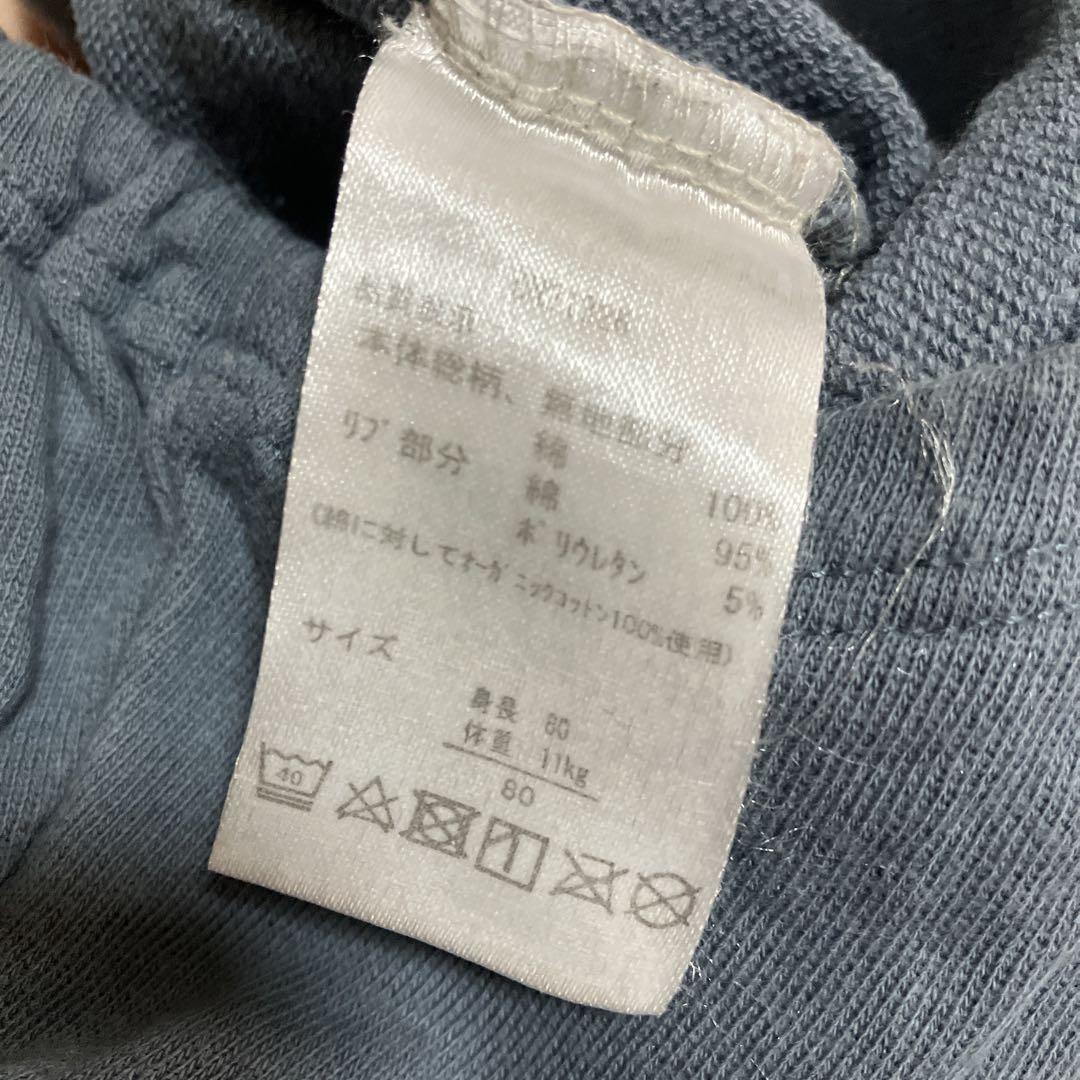 本体総柄、無地部分
綿 100%
リブ部分 綿 95%
ポリウレタン 5%
(綿に対してオーガニックコットン100%使用)
サイズ
身長 80
体重 11kg
80
40